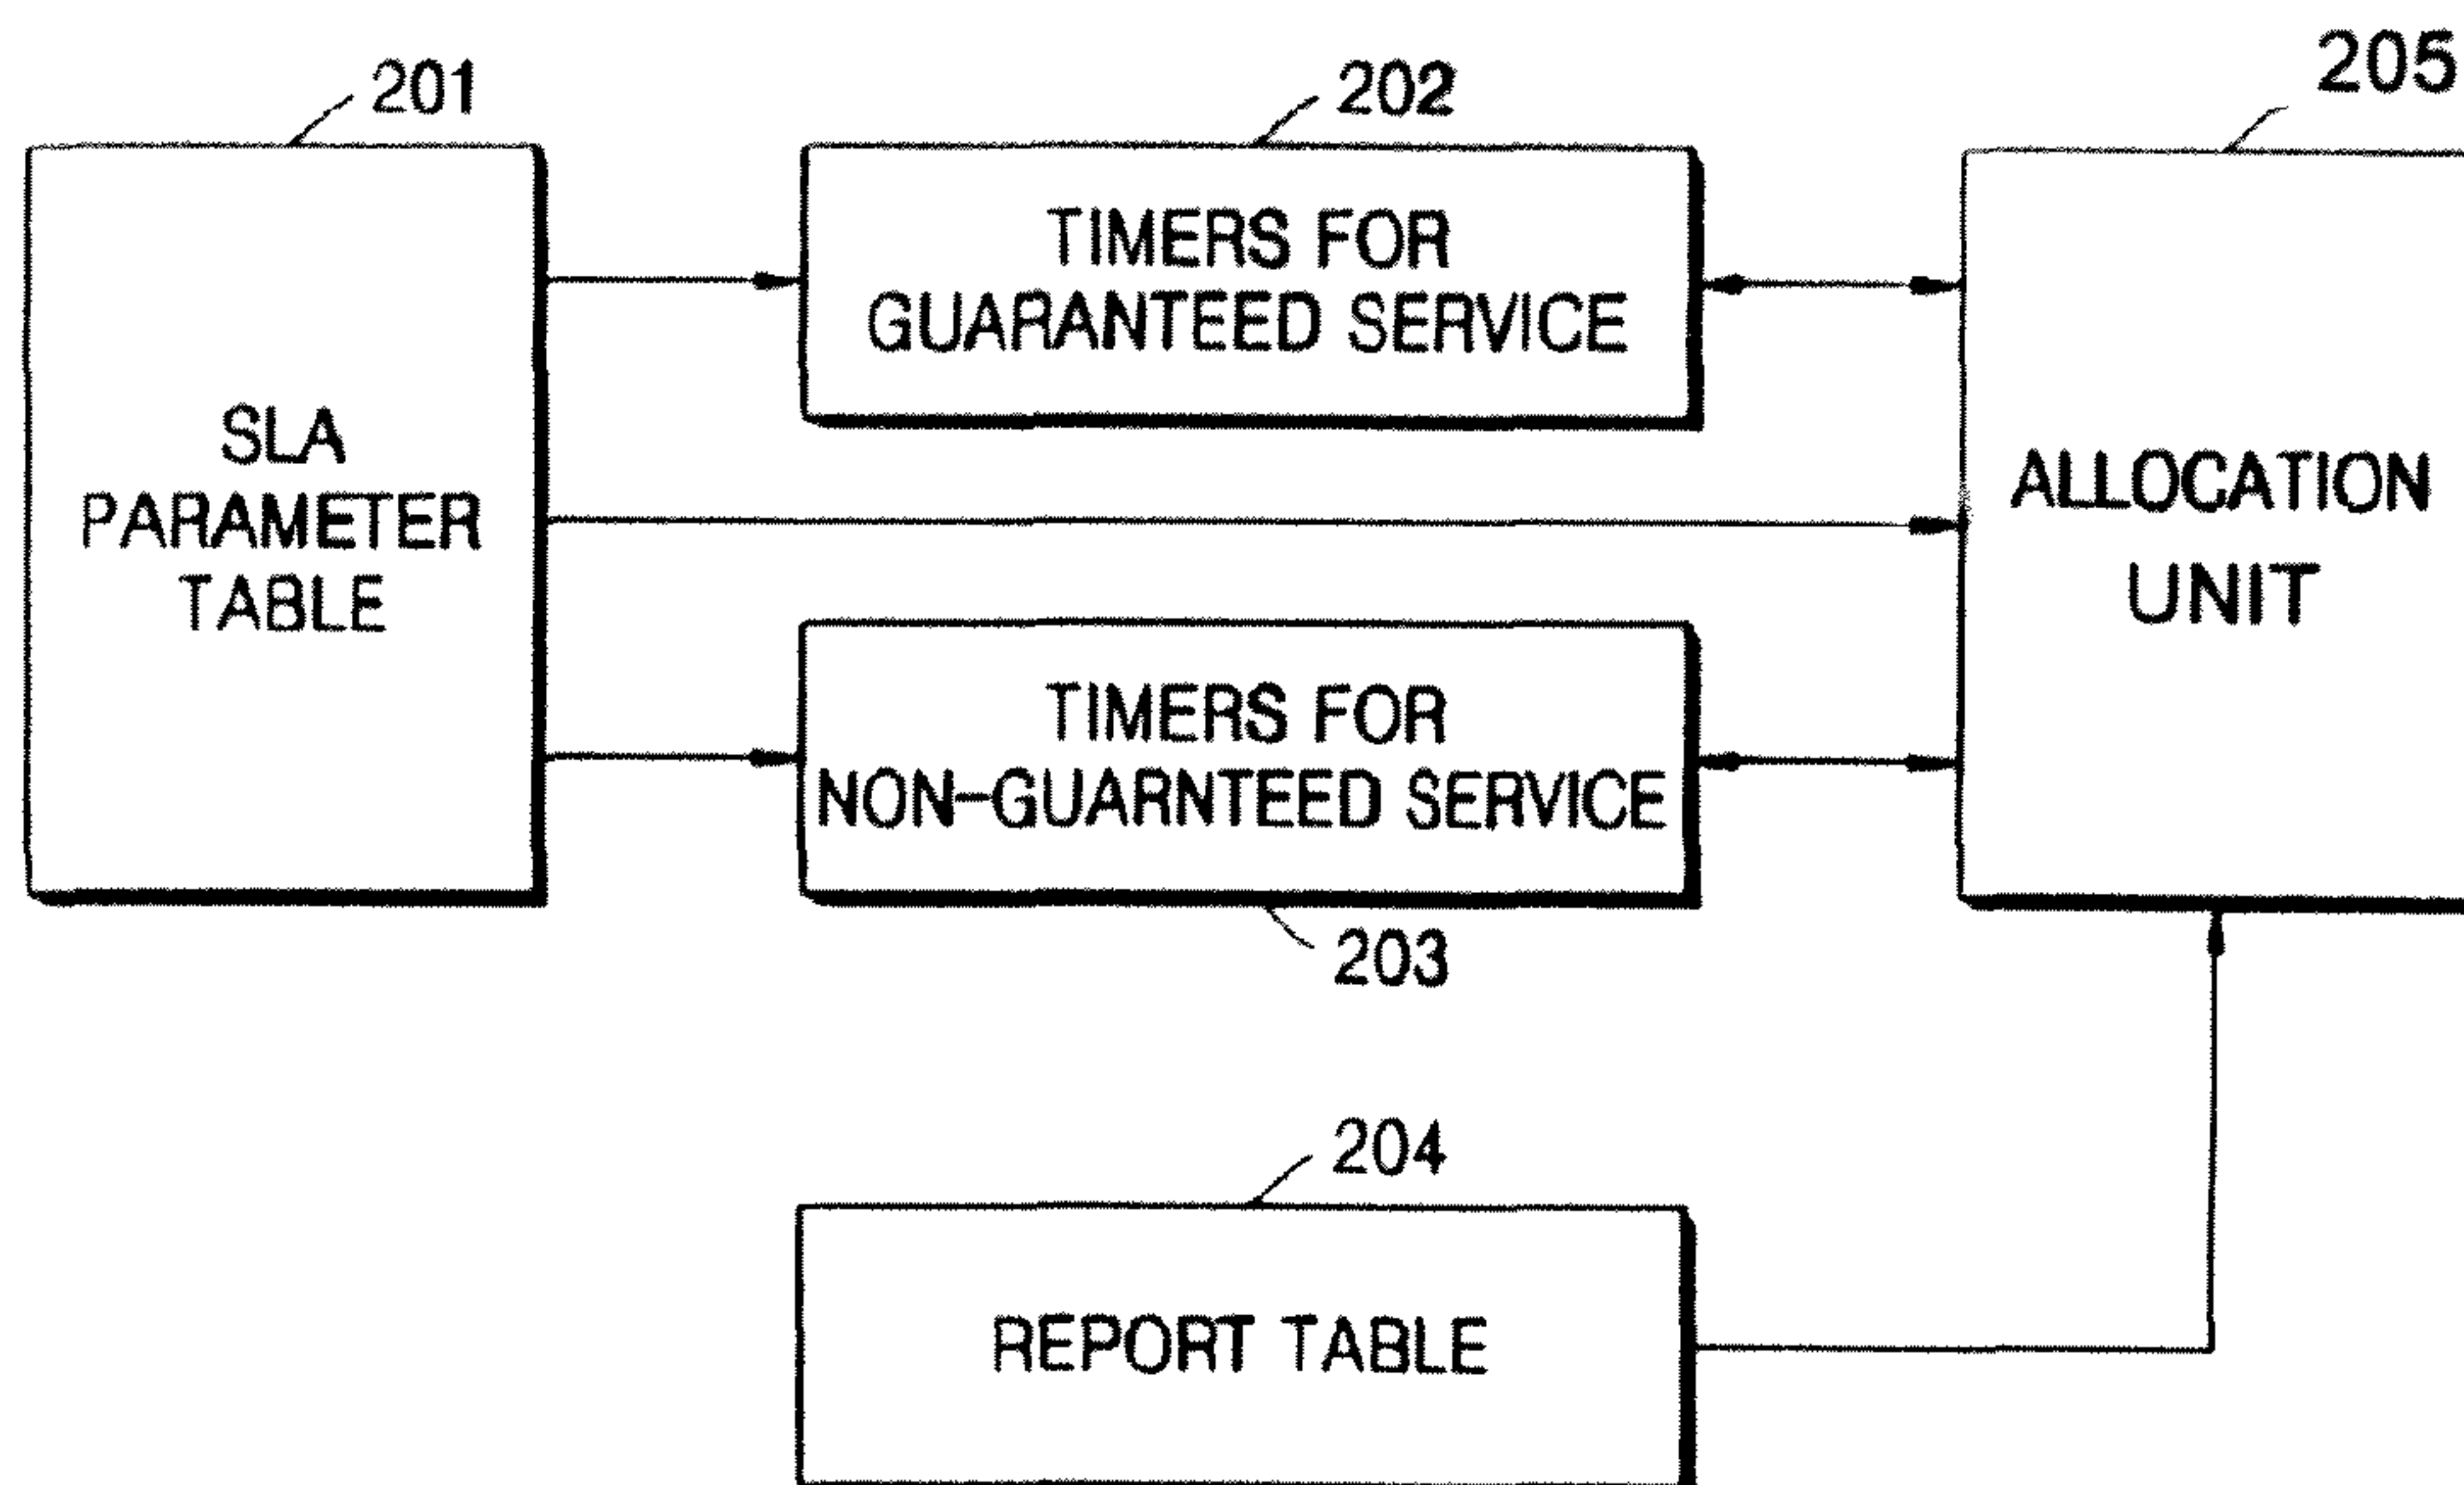 201
202
205
SLA
PARAMETER
TABLE
TIMERS FOR
GUARANTEED SERVICE
ALLOCATION
UNIT
TIMERS FOR
NON-GUARNTEED SERVICE
203
204
REPORT TABLE